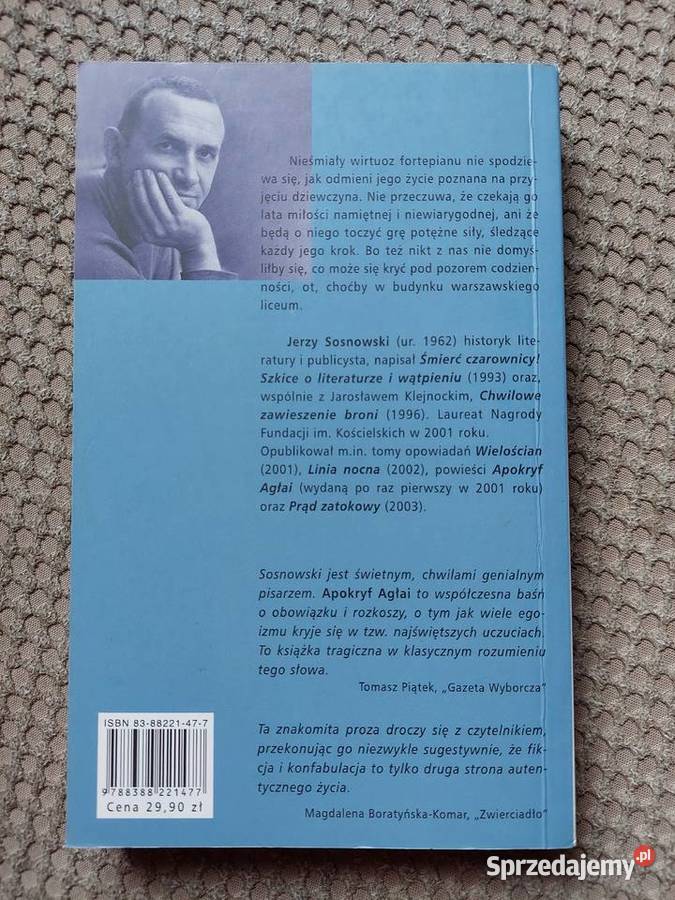 Nieśmiały wirtuoz fortepianu nie spodzie-
wa się, jak odmieni jego życie poznana na przy-
jęciu dziewczyna. Nie przeczuwa, że czekają go
lata miłości namiętnej i niewiarygodnej, ani że
będą o niego toczyć grę potężne siły, śledzące
każdy jego krok. Bo też nikt z nas nie domyś-
liłby się, co może się kryć pod pozorem codzien-
ności, ot, choćby w budynku warszawskiego
liceum.
Jerzy Sosnowski (ur. 1962) historyk lite-
ratury i publicysta, napisał Śmierć czarownicy!
Szkice o literaturze i wątpieniu (1993) oraz,
wspólnie z Jarosławem Klejnockim, Chwilowe
zawieszenie broni (1996). Laureat Nagrody
Fundacji im. Kościelskich w 2001 roku.
Opublikował m.in. tomy opowiadań Wielościan
(2001), Linia nocna (2002), powieści Apokryf
Agłai (wydaną po raz pierwszy w 2001 roku)
oraz Prąd zatokowy (2003).
Sosnowski jest świetnym, chwilami genialnym
pisarzem. Apokryf Agłai to współczesna baśń
o obowiązku i rozkoszy, o tym jak wiele ego-
izmu kryje się w tzw. najświętszych uczuciach.
To książka tragiczna w klasycznym rozumieniu
tego słowa.
Tomasz Piątek, „Gazeta Wyborcza"
Ta znakomita proza droczy się z czytelnikiem,
przekonując go niezwykle sugestywnie, że fik-
cja i konfabulacja to tylko druga strona auten-
tycznego życia.
Magdalena Boratyńska-Komar, „Zwierciadło"
ISBN 83-88221-47-7
9788388221477
Cena 29,90 zł
Sprzedajemy.pl